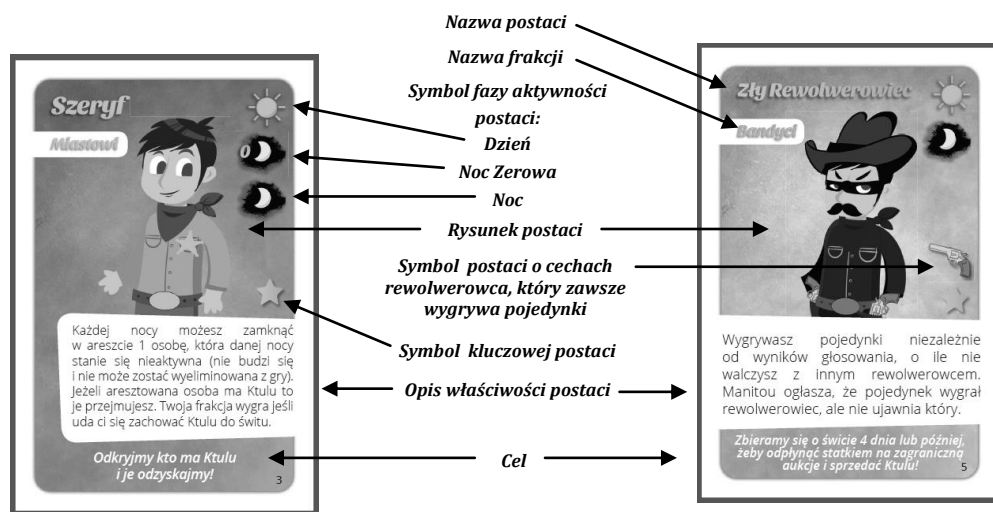 Nazwa postaci
Nazwa frakcji
Symbol fazy aktywności
postaci:
Dzień
Noc Zerowa
Noc
Rysunek postaci
Symbol postaci o cechach
rewolwerowca, który zawsze
wygrywa pojedynki
Symbol kluczowej postaci
Opis właściwości postaci
Cel
Szeryf
Miastowi
0
Każdej nocy możesz zamknąć
w areszcie 1 osobę, która danej nocy
stanie się nieaktywna (nie budzi się
i nie może zostać wyeliminowana z gry).
Jeżeli aresztowana osoba ma Ktulu to
je przejmujesz. Twoja frakcja wygra jeśli
uda ci się zachować Ktulu do świtu.
Odkryjmy kto ma Ktulu
i je odzyskajmy!
3
Zły Rewolwerowiec
Bandyci
Wygrywasz pojedynki niezależnie
od wyników głosowania, o ile nie
walczysz z innym rewolwerowcem.
Manitou ogłasza, że pojedynek wygrał
rewolwerowiec, ale nie ujawnia który.
Zbieramy się o świcie 4 dnia lub później,
żeby odpłynąć statkiem na zagraniczną
aukcje i sprzedać Ktulu!
5